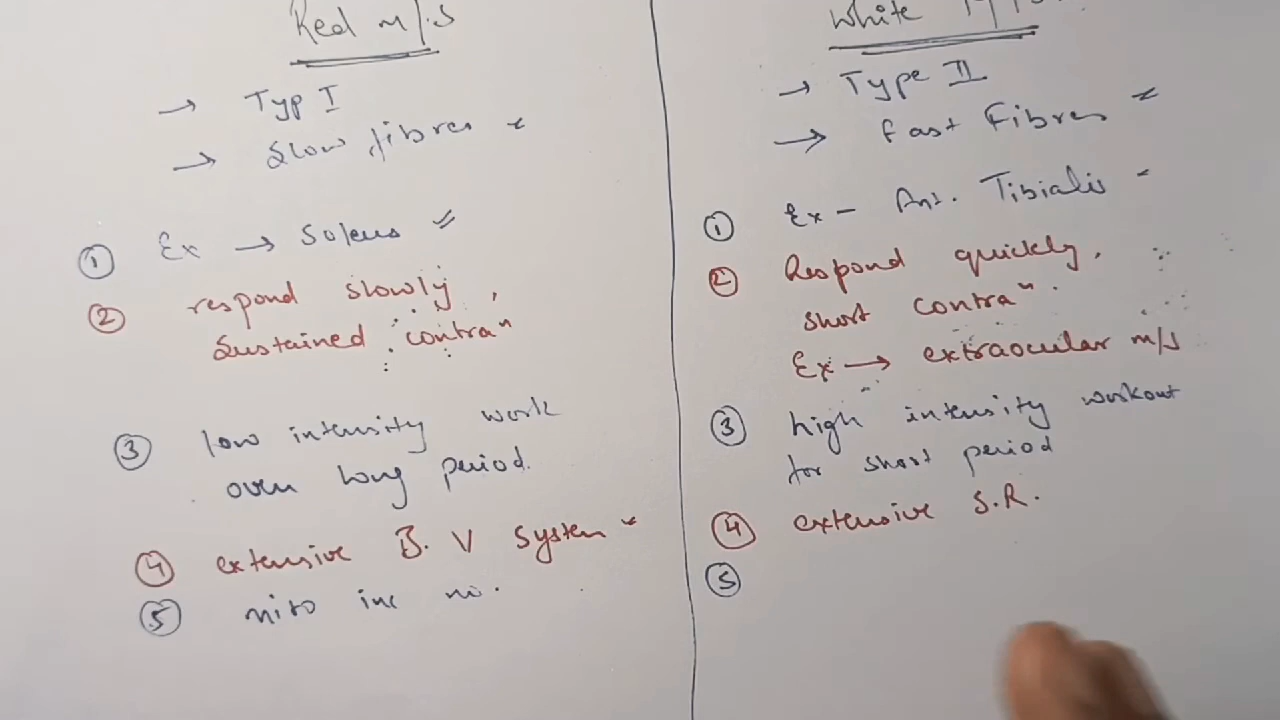 Red m/s
→ Typ I
→ Slow fibres
① Ex → Soleus
② respond slowly,
Sustained contraⁿ
③ low intensity work
over long period.
④ extensive B.V system
⑤ mito inc no.
White
→ Type II
→ fast Fibres
① Ex - Ant. Tibialis
② Respond quickly,
short contraⁿ.
Ex → extraocular m/s
③ high intensity workout
for short period
④ extensive S.R.
⑤